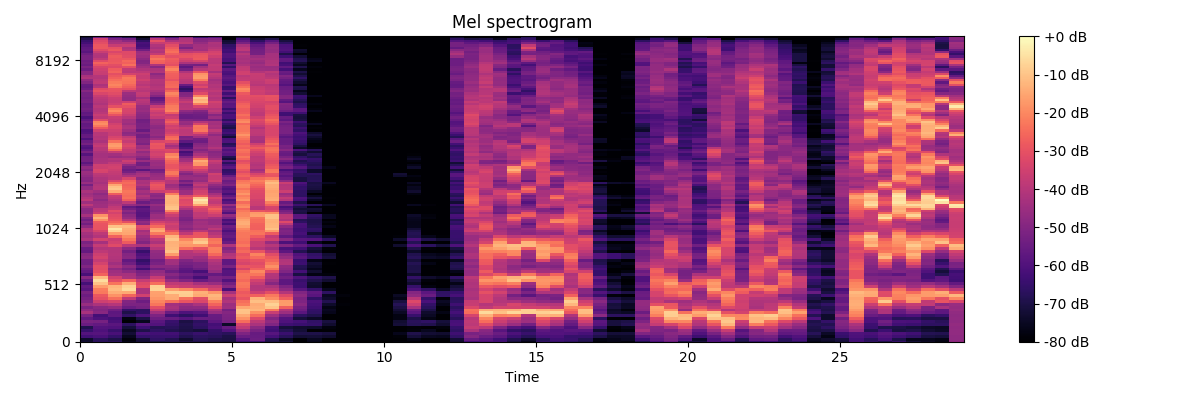 Mel spectrogram
Hz
8192
4096
2048
1024
512
0
0 5 10 15 20 25
Time
+0 dB
-10 dB
-20 dB
-30 dB
-40 dB
-50 dB
-60 dB
-70 dB
-80 dB